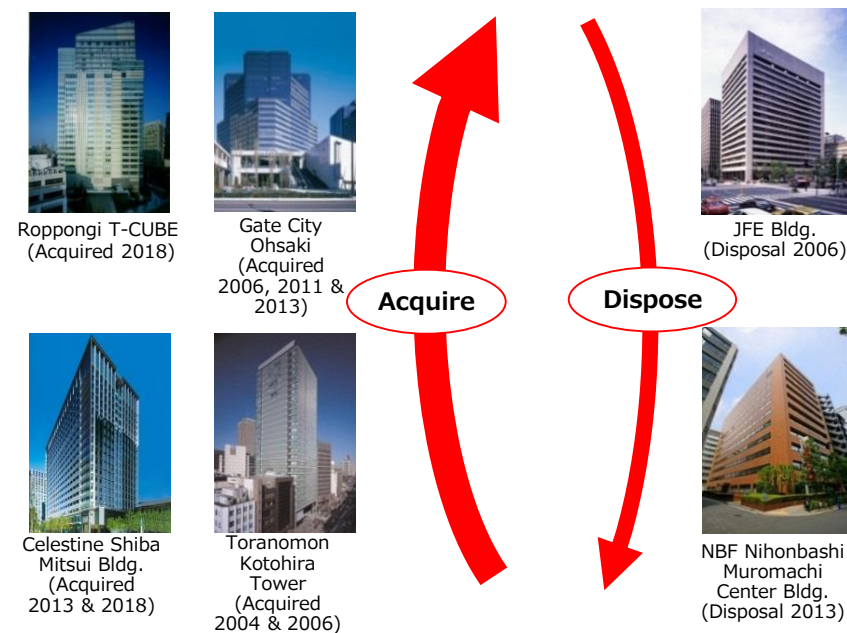 Roppongi T-CUBE
(Acquired 2018)
Gate City
Ohsaki
(Acquired
2006, 2011 &
2013)
Acquire
Dispose
JFE Bldg.
(Disposal 2006)
Celestine Shiba
Mitsui Bldg.
(Acquired
2013 & 2018)
Toranomon
Kotohira
Tower
(Acquired
2004 & 2006)
NBF Nihonbashi
Muromachi
Center Bldg.
(Disposal 2013)